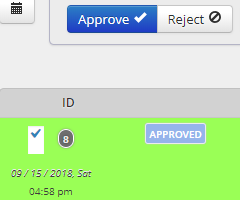 Approve Reject
ID
8 APPROVED
09 / 15 / 2018, Sat
04:58 pm